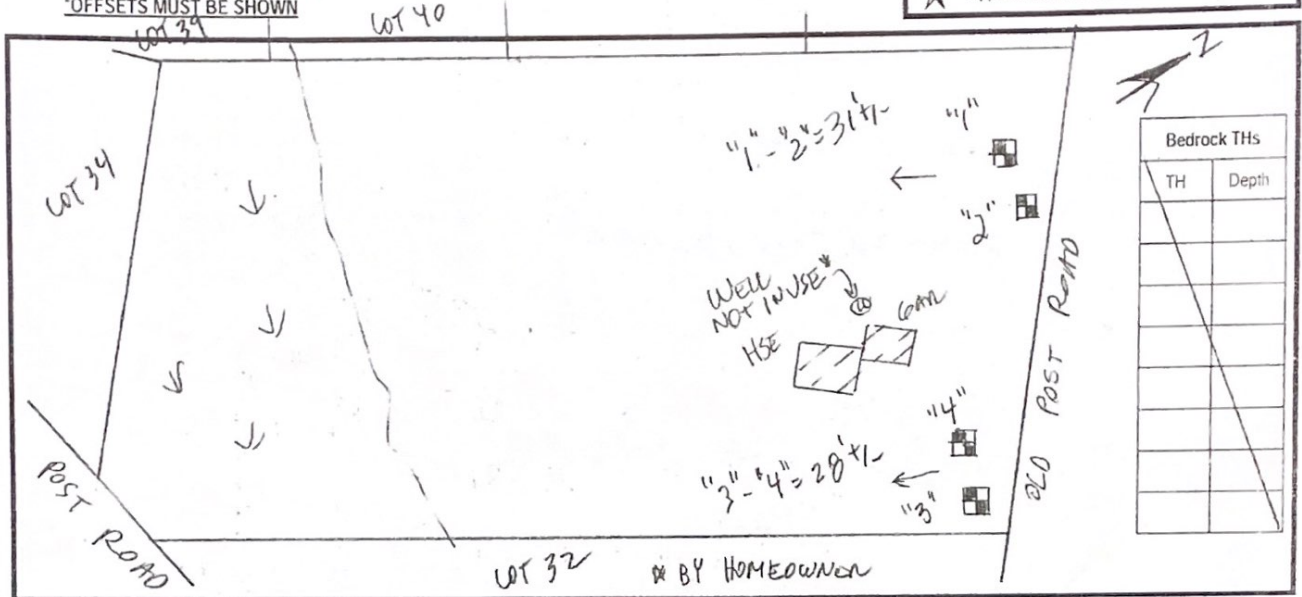 *OFFSETS MUST BE SHOWN
LOT 39
LOT 40
Z
LOT 34
"1"-"2"=31'+/-
"1"
"2"
Bedrock THs
TH
Depth
WELL
NOT IN USE*
GAR
HSE
OLD POST ROAD
"4"
"3"-"4"=28'+/-
"3"
POST ROAD
LOT 32
* BY HOMEOWNER